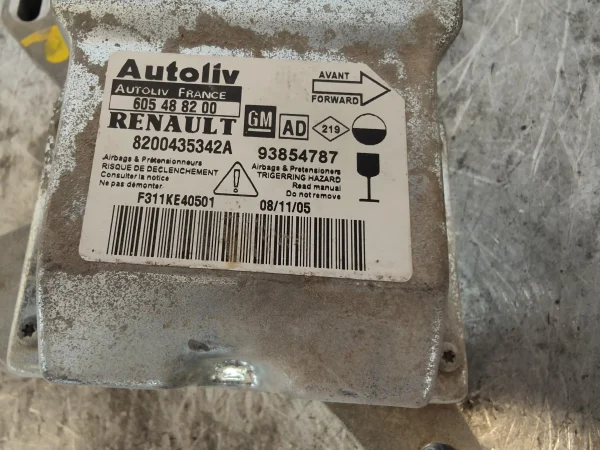 Autoliv
AUTOLIV FRANCE
605 48 82 00
RENAULT
8200435342A
GM
AD
219
AVANT
FORWARD
93854787
Airbags & Prétensionneurs
RISQUE DE DECLENCHEMENT
Consulter la notice
Ne pas démonter.
!
Airbags & Pretensioners
TRIGERRING HAZARD
Read manual
Do not remove
F311KE40501
08/11/05